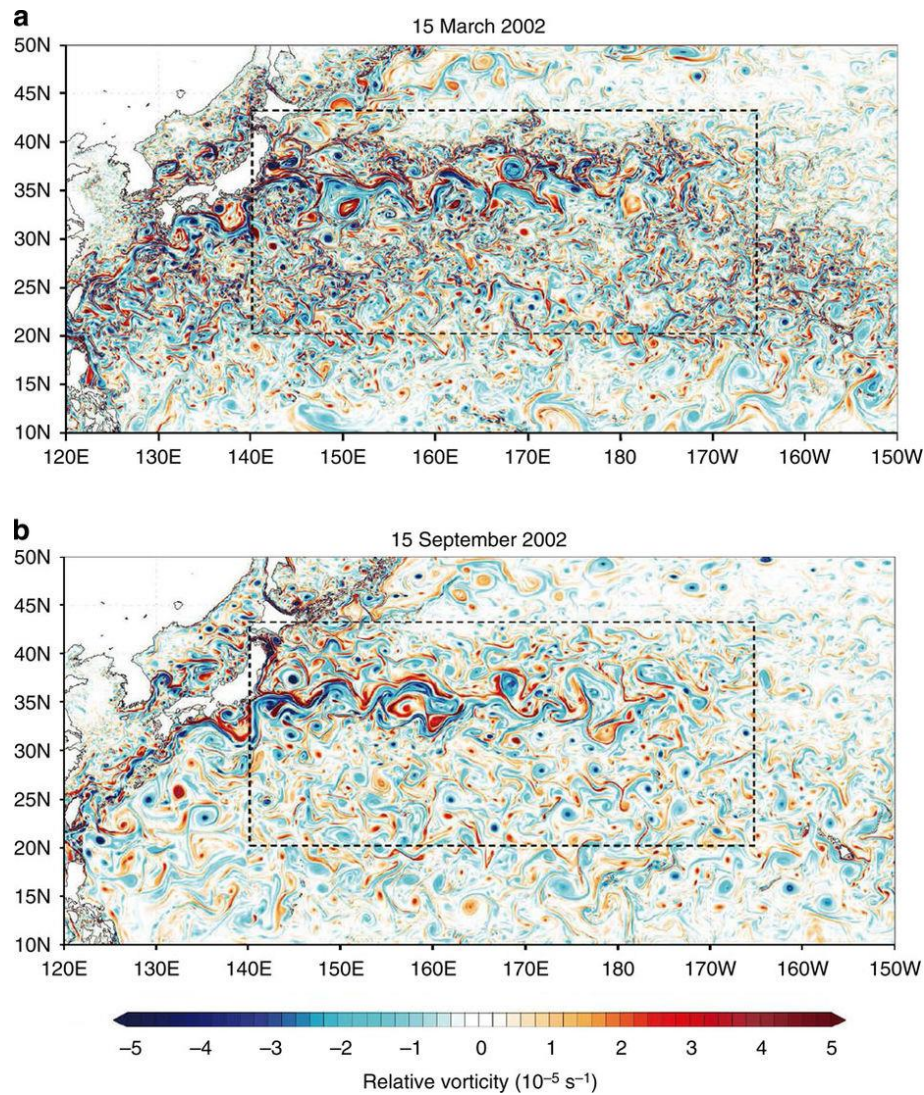 a
15 March 2002
50N
45N
40N
35N
30N
25N
20N
15N
10N
120E 130E 140E 150E 160E 170E 180 170W 160W 150W
b
15 September 2002
50N
45N
40N
35N
30N
25N
20N
15N
10N
120E 130E 140E 150E 160E 170E 180 170W 160W 150W
−5 −4 −3 −2 −1 0 1 2 3 4 5
Relative vorticity (10⁻⁵ s⁻¹)